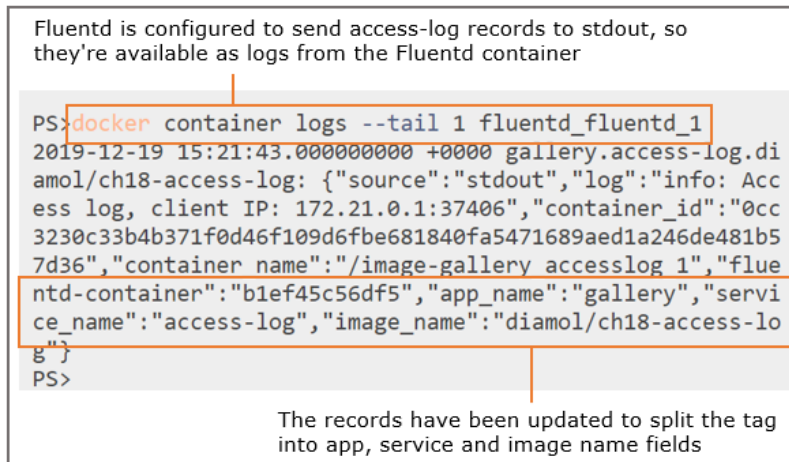 Fluentd is configured to send access-log records to stdout, so
they're available as logs from the Fluentd container
PS>docker container logs --tail 1 fluentd_fluentd_1
2019-12-19 15:21:43.000000000 +0000 gallery.access-log.di
amol/ch18-access-log: {"source":"stdout","log":"info: Acc
ess log, client IP: 172.21.0.1:37406","container_id":"0cc
3230c33b4b371f0d46f109d6fbe681840fa5471689aed1a246de481b5
7d36","container_name":"/image-gallery_accesslog_1","flue
ntd-container":"b1ef45c56df5","app_name":"gallery","servi
ce_name":"access-log","image_name":"diamol/ch18-access-lo
g"}
PS>
The records have been updated to split the tag
into app, service and image name fields